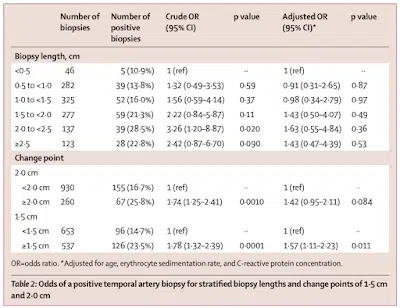 Number of biopsies Number of positive biopsies Crude OR (95% CI) p value Adjusted OR (95% CI)* p value
Biopsy length, cm
<0·5 46 5 (10·9%) 1 (ref) ·· 1 (ref) ··
0·5 to <1·0 282 39 (13·8%) 1·32 (0·49–3·53) 0·59 0·91 (0·31–2·65) 0·87
1·0 to <1·5 325 52 (16·0%) 1·56 (0·59–4·14) 0·37 0·98 (0·34–2·79) 0·97
1·5 to <2·0 277 59 (21·3%) 2·22 (0·84–5·87) 0·11 1·43 (0·50–4·07) 0·49
2·0 to <2·5 137 39 (28·5%) 3·26 (1·20–8·87) 0·020 1·63 (0·55–4·84) 0·36
≥2·5 123 28 (22·8%) 2·42 (0·87–6·70) 0·090 1·43 (0·47–4·39) 0·53
Change point
2·0 cm
<2·0 cm 930 155 (16·7%) 1 (ref) ·· 1 (ref) ··
≥2·0 cm 260 67 (25·8%) 1·74 (1·25–2·41) 0·0010 1·42 (0·95–2·11) 0·084
1·5 cm
<1·5 cm 653 96 (14·7%) 1 (ref) ·· 1 (ref) ··
≥1·5 cm 537 126 (23·5%) 1·78 (1·32–2·39) 0·0001 1·57 (1·11–2·23) 0·011
OR=odds ratio. *Adjusted for age, erythrocyte sedimentation rate, and C-reactive protein concentration.
Table 2: Odds of a positive temporal artery biopsy for stratified biopsy lengths and change points of 1·5 cm
and 2·0 cm